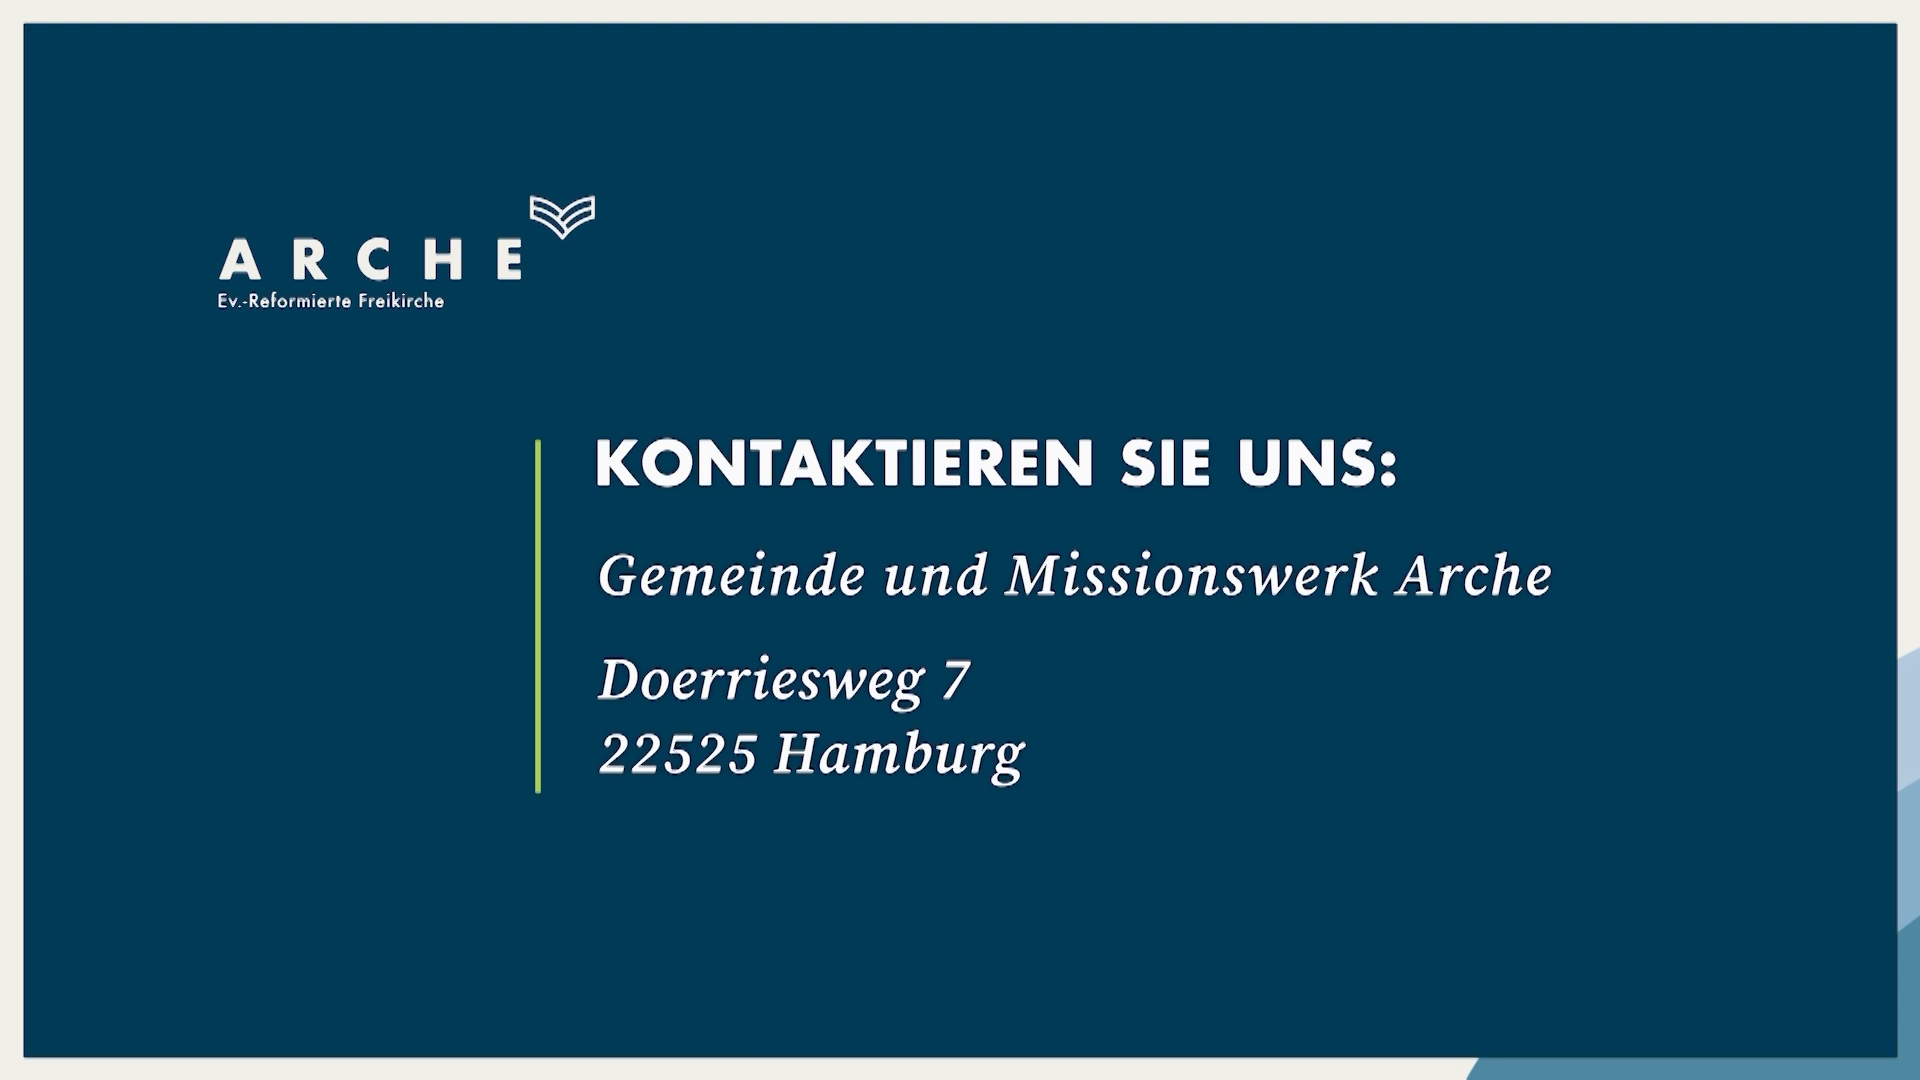 ARCHE
Ev.-Reformierte Freikirche
KONTAKTIEREN SIE UNS:
Gemeinde und Missionswerk Arche
Doerriesweg 7
22525 Hamburg